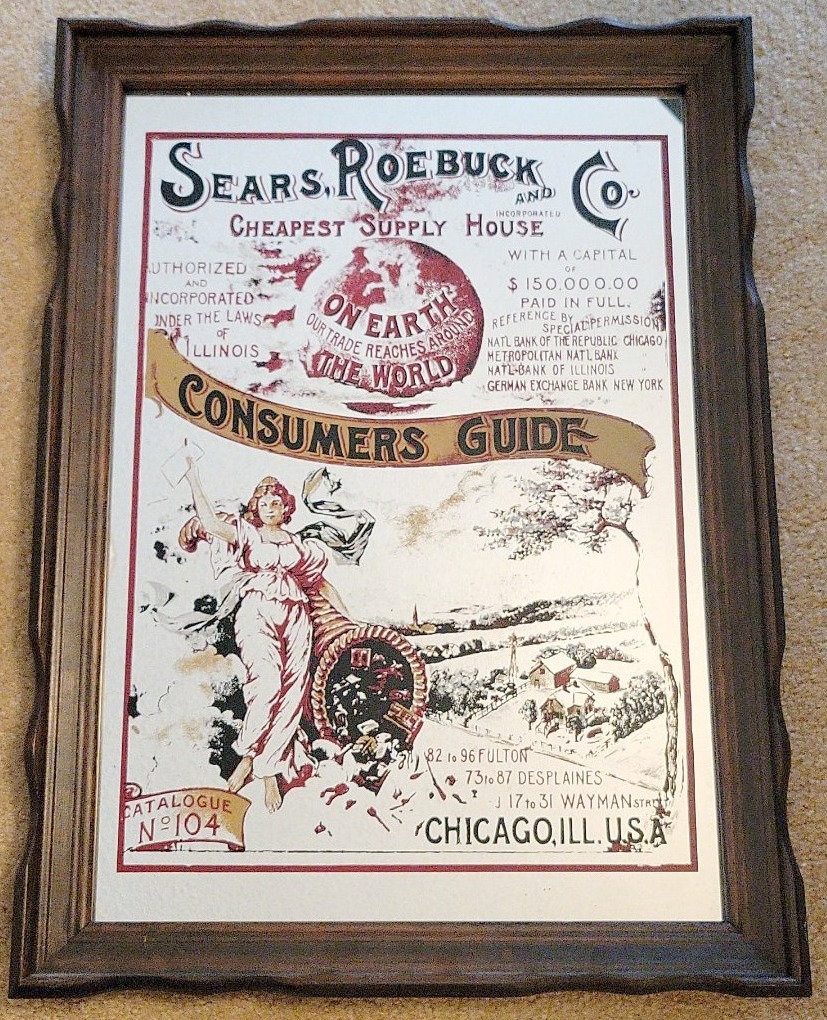 SEARS, ROEBUCK AND CO.
INCORPORATED
CHEAPEST SUPPLY HOUSE
UTHORIZED
AND
INCORPORATED
UNDER THE LAWS
OF
ILLINOIS
ON EARTH
OUR TRADE REACHES AROUND
THE WORLD
WITH A CAPITAL
OF
$150,000.00
PAID IN FULL.
REFERENCE BY
SPECIAL PERMISSION
NAT'L BANK OF THE REPUBLIC CHICAGO
METROPOLITAN NAT'L BANK
NAT'L BANK OF ILLINOIS
GERMAN EXCHANGE BANK NEW YORK
CONSUMERS GUIDE
82 to 96 FULTON
73 to 87 DESPLAINES
17 to 31 WAYMAN STREET
CHICAGO, ILL. U.S.A
CATALOGUE
No 104